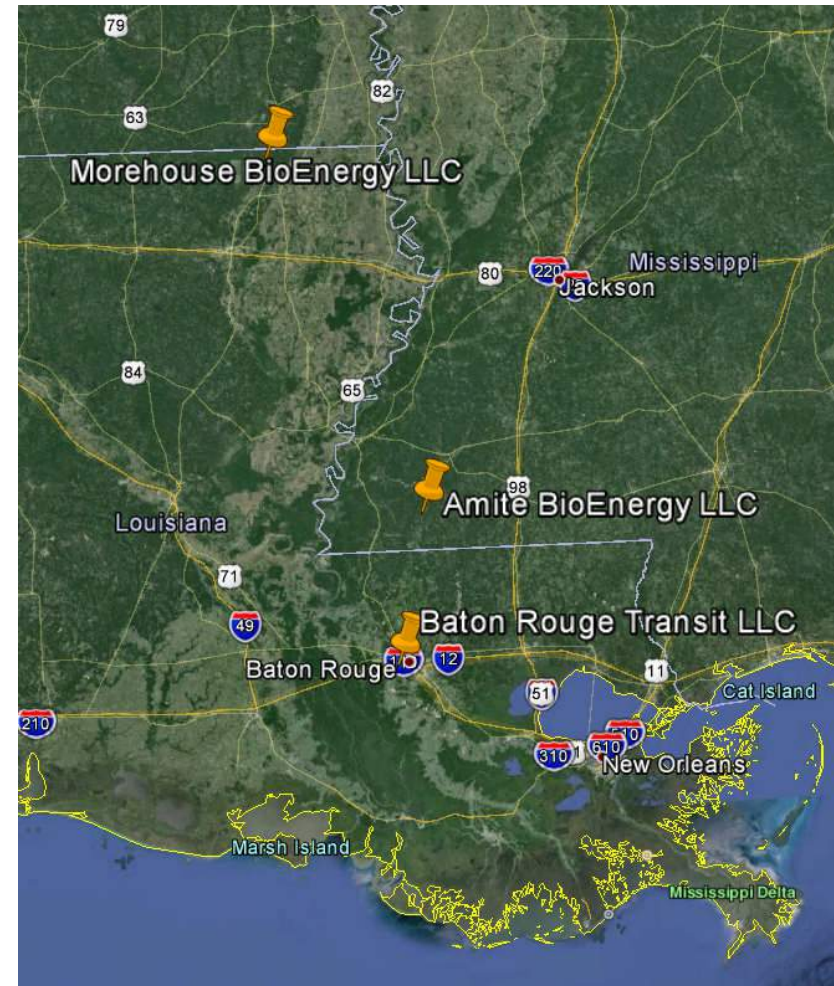 79
82
63
Morehouse BioEnergy LLC
Mississippi
220
80
Jackson
84
65
98
Amite BioEnergy LLC
Louisiana
71
49
Baton Rouge Transit LLC
12
Baton Rouge
11
51
Cat Island
210
610
310
New Orleans
Marsh Island
Mississippi Delta